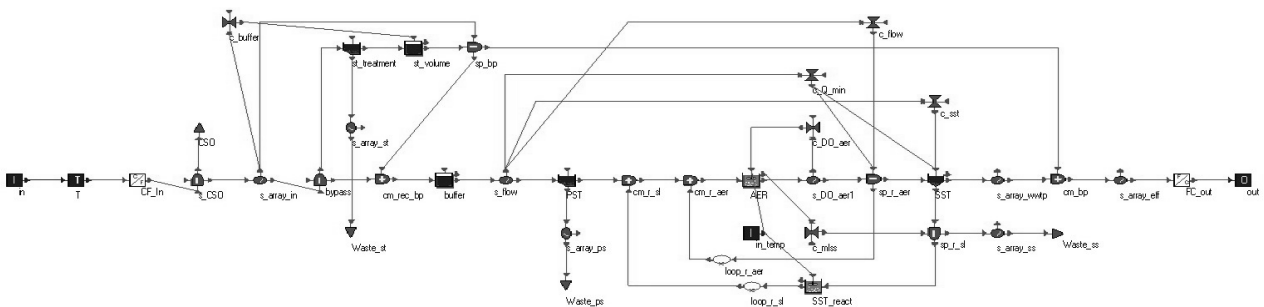 c_buffer
c_flow
st_treatment
st_volume
sp_bp
c_Q_min
c_sst
CSO
s_array_st
c_DO_aer
in
T
CF_In
s_CSO
s_array_in
bypass
cm_rec_bp
buffer
s_flow
PST
cm_r_sl
cm_r_aer
AER
s_DO_aer1
sp_r_aer
SST
s_array_wwtp
cm_bp
s_array_eff
FC_out
out
Waste_st
s_array_ps
in_temp
c_mlss
sp_r_sl
s_array_ss
Waste_ss
loop_r_aer
Waste_ps
loop_r_sl
SST_react